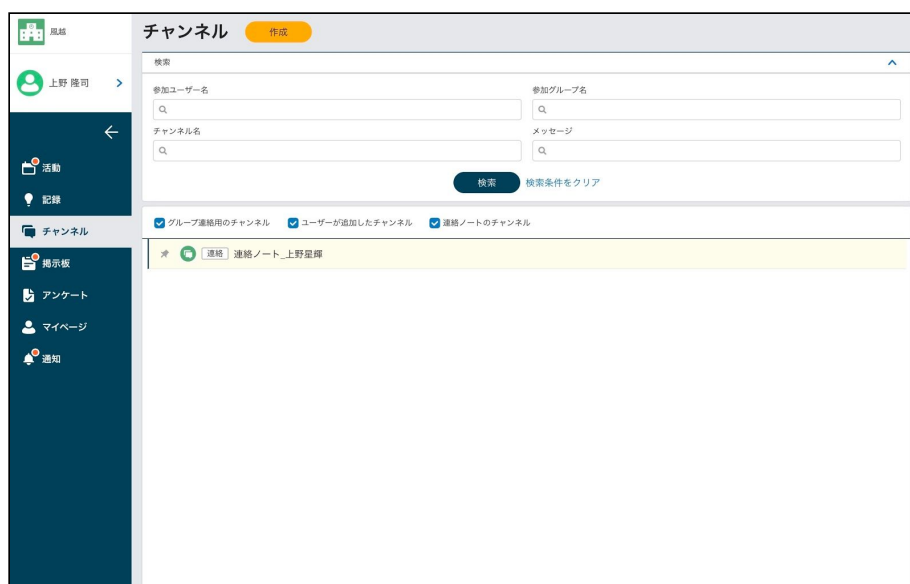 風越
上野 隆司
活動
記録
チャンネル
掲示板
アンケート
マイページ
通知
チャンネル
作成
検索
参加ユーザー名
参加グループ名
チャンネル名
メッセージ
検索
検索条件をクリア
グループ連絡用のチャンネル
ユーザーが追加したチャンネル
連絡ノートのチャンネル
連絡 連絡ノート_上野星輝